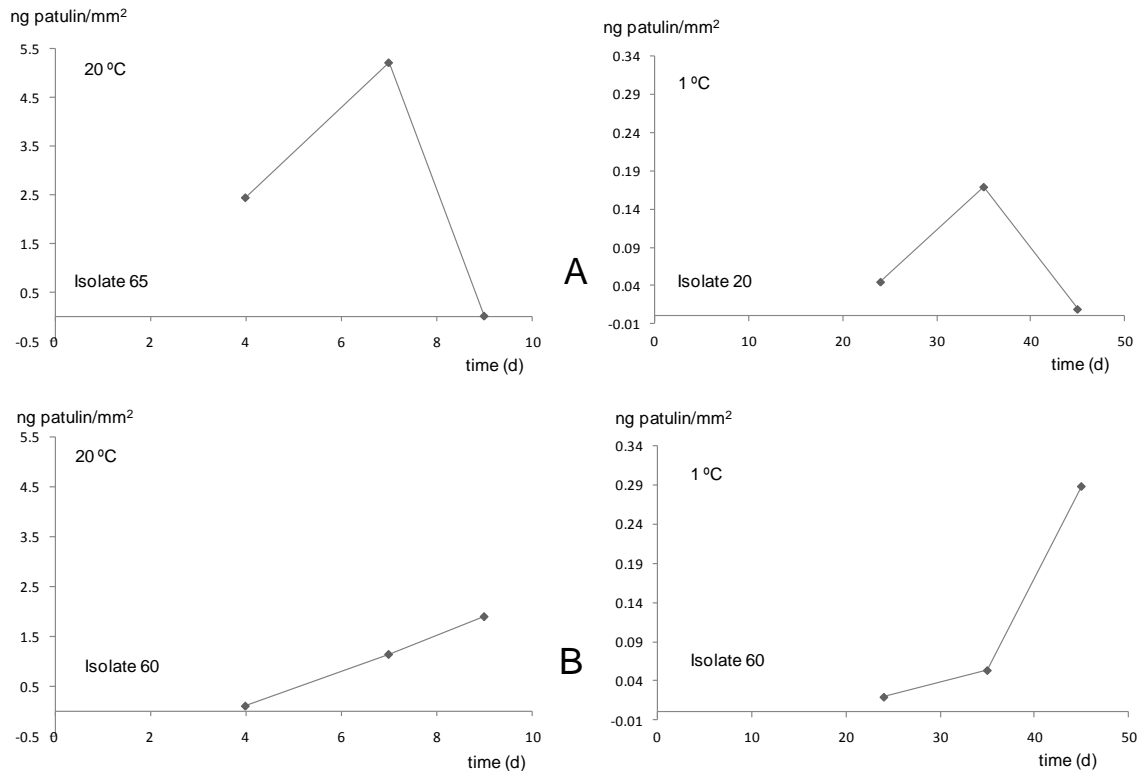 ng patulin/mm²
5.5
4.5
3.5
2.5
1.5
0.5
-0.5
20 ºC
Isolate 65
0 2 4 6 8 10
time (d)
ng patulin/mm²
0.34
0.29
0.24
0.19
0.14
0.09
0.04
-0.01
1 ºC
Isolate 20
0 10 20 30 40 50
time (d)
A
ng patulin/mm²
5.5
4.5
3.5
2.5
1.5
0.5
-0.5
20 ºC
Isolate 60
0 2 4 6 8 10
time (d)
ng patulin/mm²
0.34
0.29
0.24
0.19
0.14
0.09
0.04
-0.01
1 ºC
Isolate 60
0 10 20 30 40 50
time (d)
B